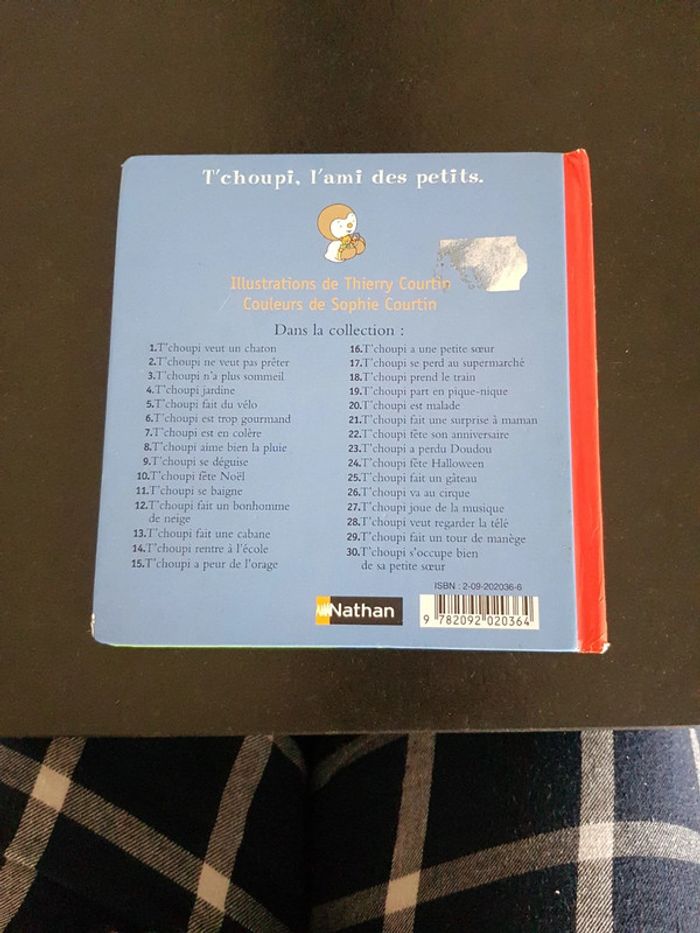 T'choupi, l'ami des petits.
Illustrations de Thierry Courtin
Couleurs de Sophie Courtin
Dans la collection :
1.T'choupi veut un chaton
2.T'choupi ne veut pas prêter
3.T'choupi n'a plus sommeil
4.T'choupi jardine
5.T'choupi fait du vélo
6.T'choupi est trop gourmand
7.T'choupi est en colère
8.T'choupi aime bien la pluie
9.T'choupi se déguise
10.T'choupi fête Noël
11.T'choupi se baigne
12.T'choupi fait un bonhomme
de neige
13.T'choupi fait une cabane
14.T'choupi rentre à l'école
15.T'choupi a peur de l'orage
16.T'choupi a une petite sœur
17.T'choupi se perd au supermarché
18.T'choupi prend le train
19.T'choupi part en pique-nique
20.T'choupi est malade
21.T'choupi fait une surprise à maman
22.T'choupi fête son anniversaire
23.T'choupi a perdu Doudou
24.T'choupi fête Halloween
25.T'choupi fait un gâteau
26.T'choupi va au cirque
27.T'choupi joue de la musique
28.T'choupi veut regarder la télé
29.T'choupi fait un tour de manège
30.T'choupi s'occupe bien
de sa petite sœur
ISBN : 2-09-202036-6
Nathan
9 782092 020364